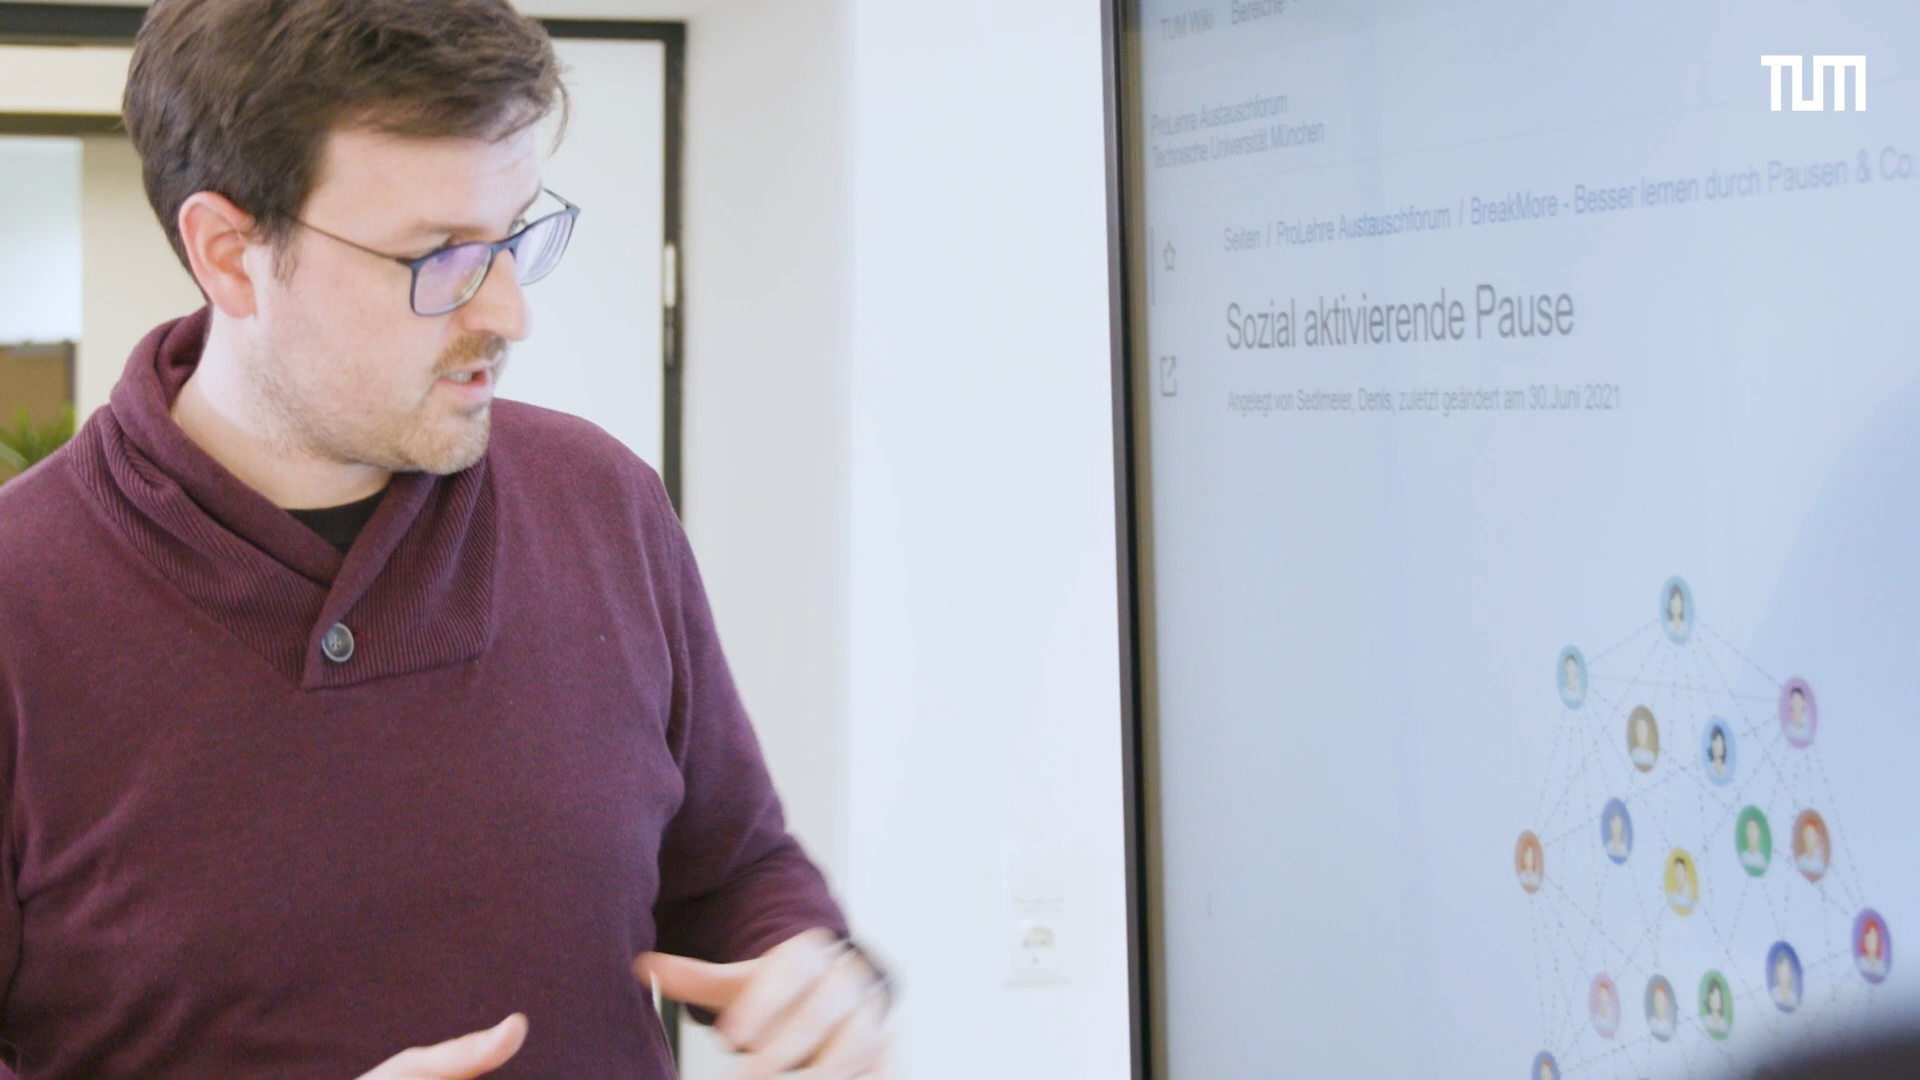 TUM
TUM Wiki Bereiche
ProLehre Austauschforum
Technische Universität München
Seiten / ProLehre Austauschforum / BreakMore - Besser lernen durch Pausen & Co.
Sozial aktivierende Pause
Angelegt von Sedlmeier, Denis, zuletzt geändert am 30.Juni 2021